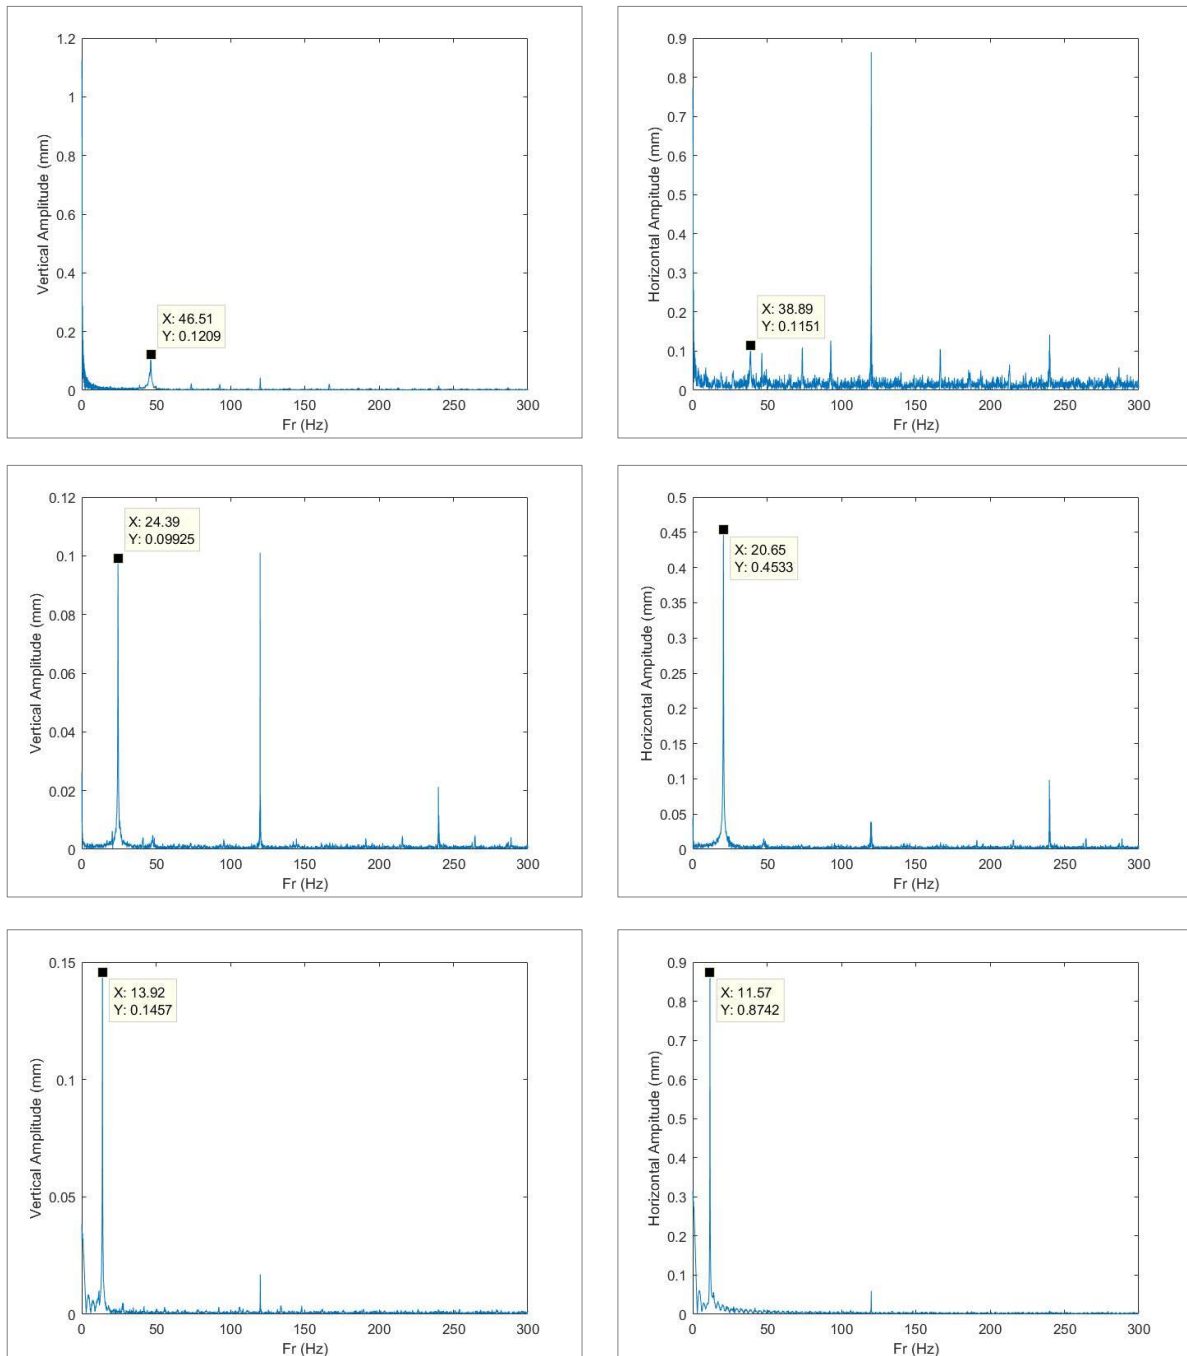 1.2
1
0.8
0.6
0.4
0.2
0
Vertical Amplitude (mm)
X: 46.51
Y: 0.1209
0 50 100 150 200 250 300
Fr (Hz)
0.9
0.8
0.7
0.6
0.5
0.4
0.3
0.2
0.1
0
Horizontal Ampitude (mm)
X: 38.89
Y: 0.1151
0 50 100 150 200 250 300
Fr (Hz)
0.12
0.1
0.08
0.06
0.04
0.02
0
Vertical Amplitude (mm)
X: 24.39
Y: 0.09925
0 50 100 150 200 250 300
Fr (Hz)
0.5
0.45
0.4
0.35
0.3
0.25
0.2
0.15
0.1
0.05
0
Horizontal Ampitude (mm)
X: 20.65
Y: 0.4533
0 50 100 150 200 250 300
Fr (Hz)
0.15
0.1
0.05
0
Vertical Amplitude (mm)
X: 13.92
Y: 0.1457
0 50 100 150 200 250 300
Fr (Hz)
0.9
0.8
0.7
0.6
0.5
0.4
0.3
0.2
0.1
0
Horizontal Ampitude (mm)
X: 11.57
Y: 0.8742
0 50 100 150 200 250 300
Fr (Hz)